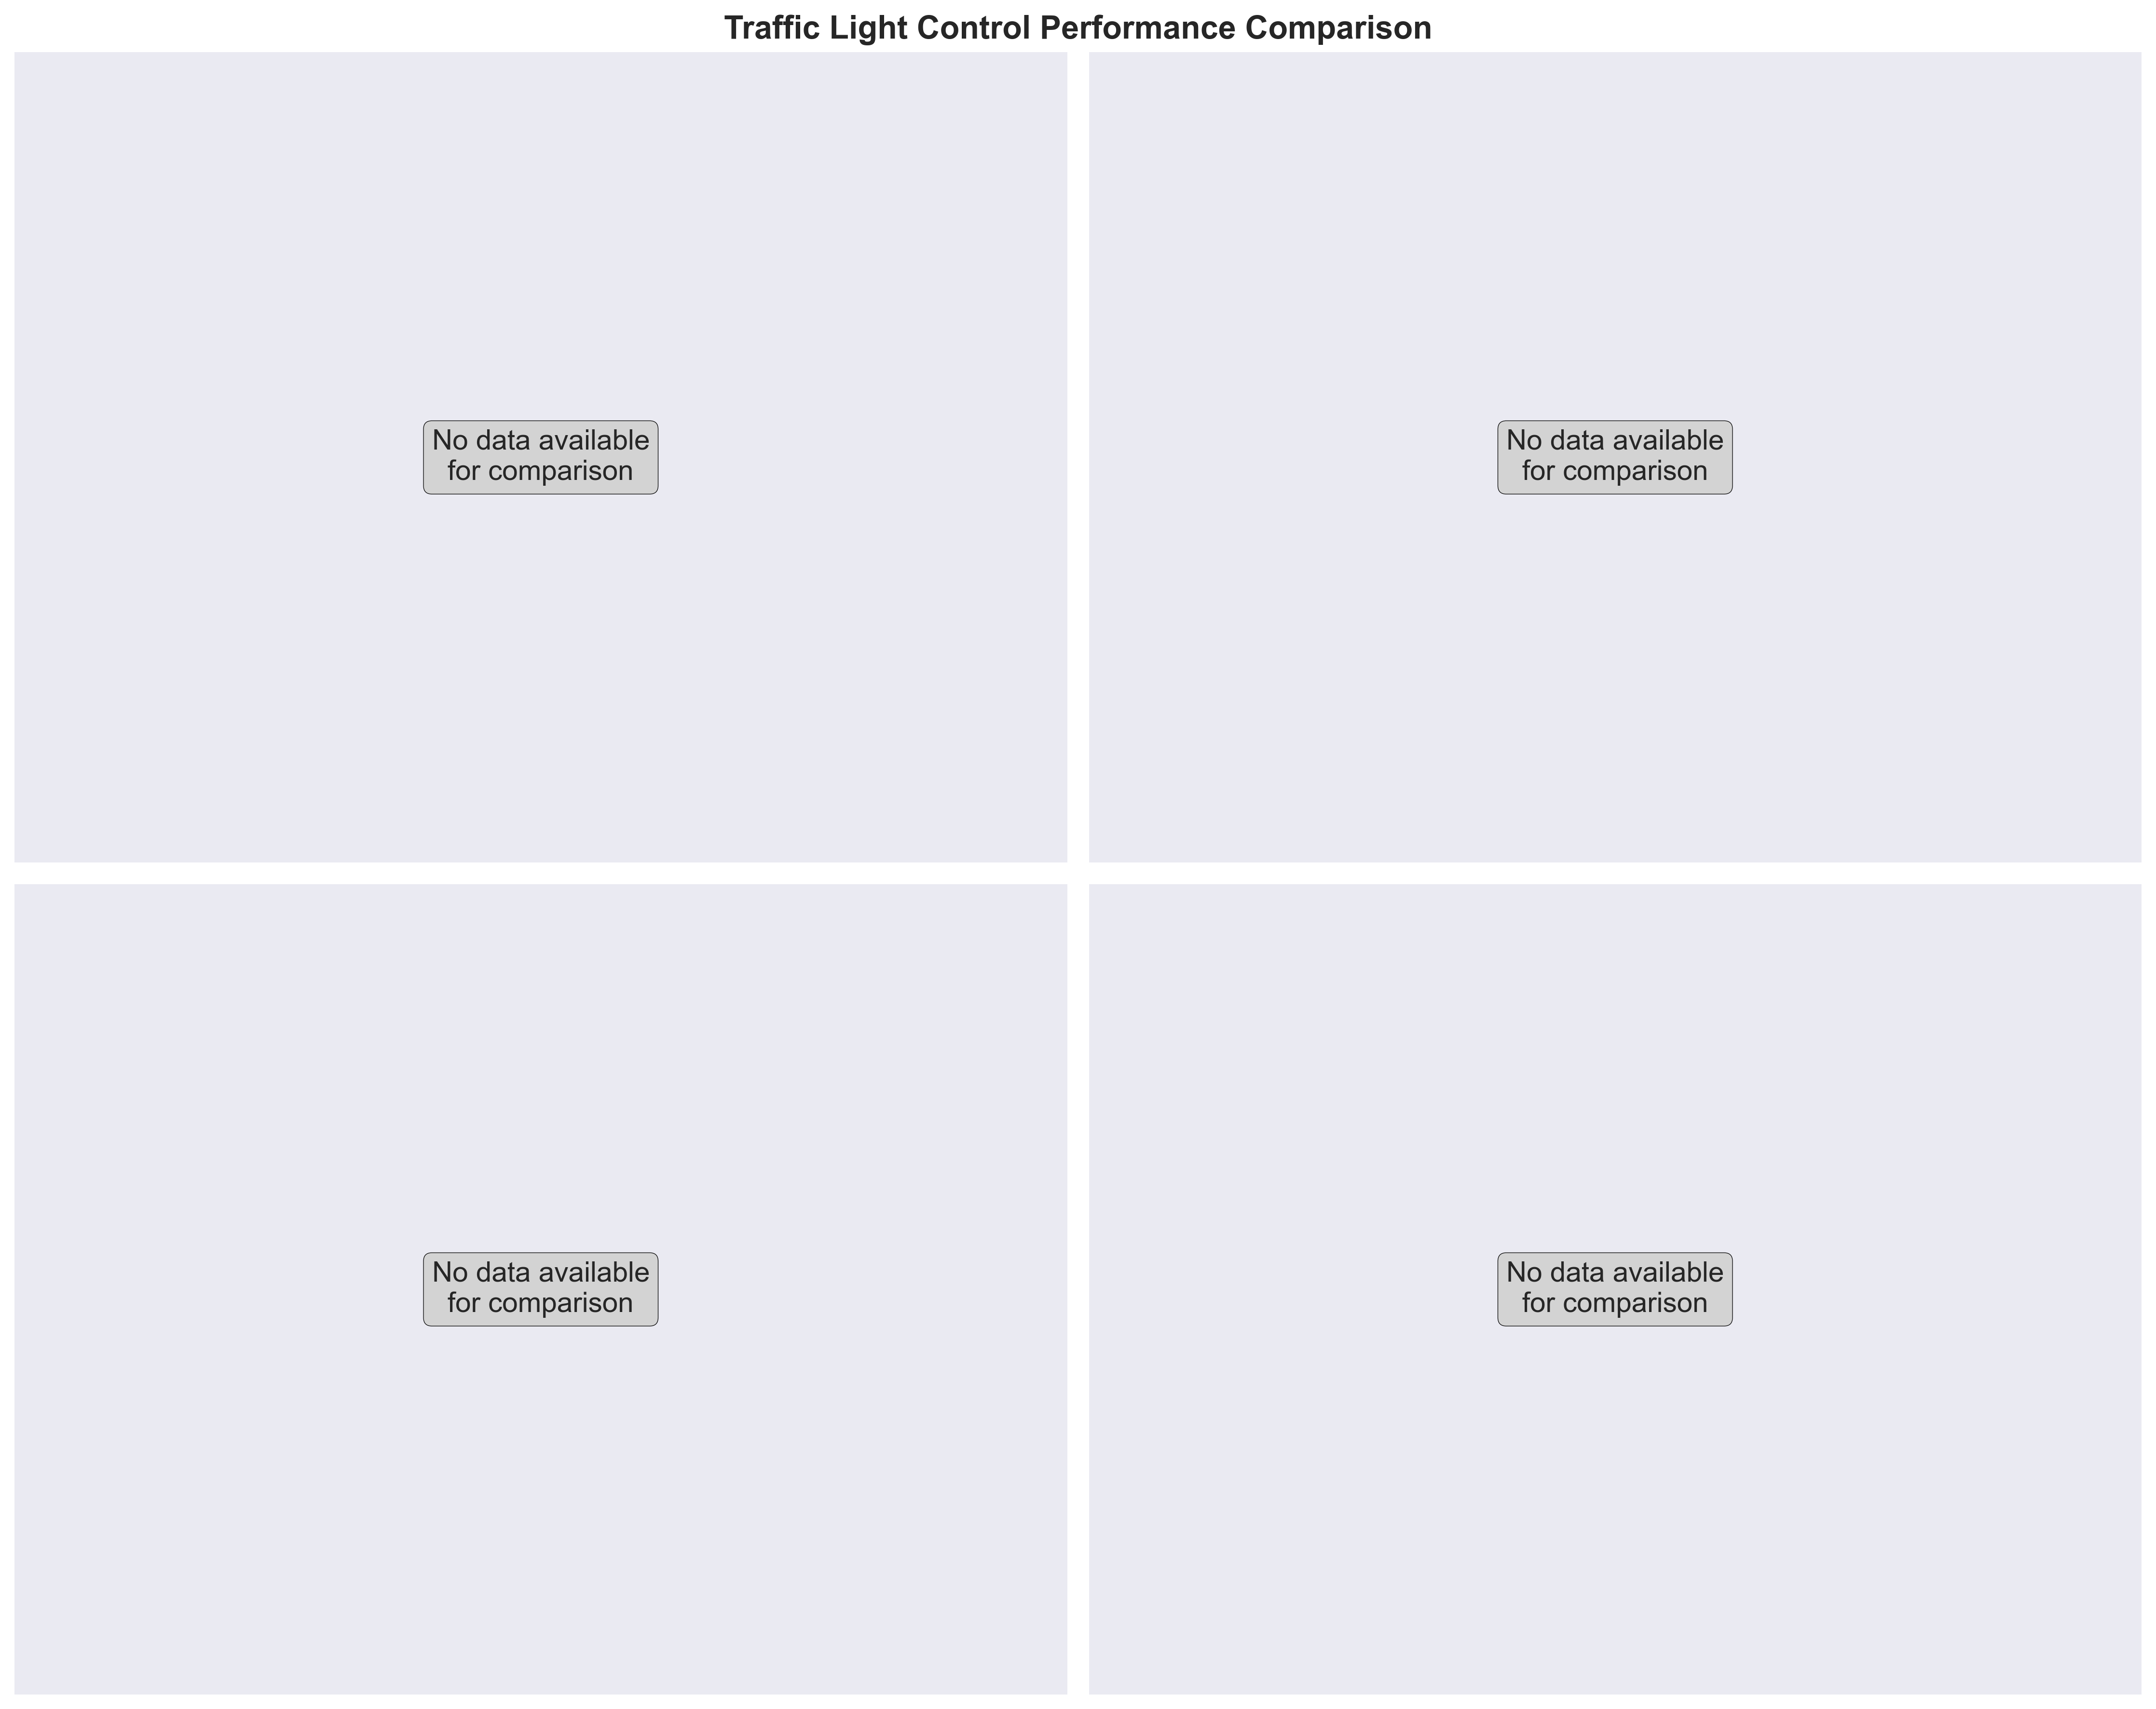 Traffic Light Control Performance Comparison
No data available
for comparison
No data available
for comparison
No data available
for comparison
No data available
for comparison